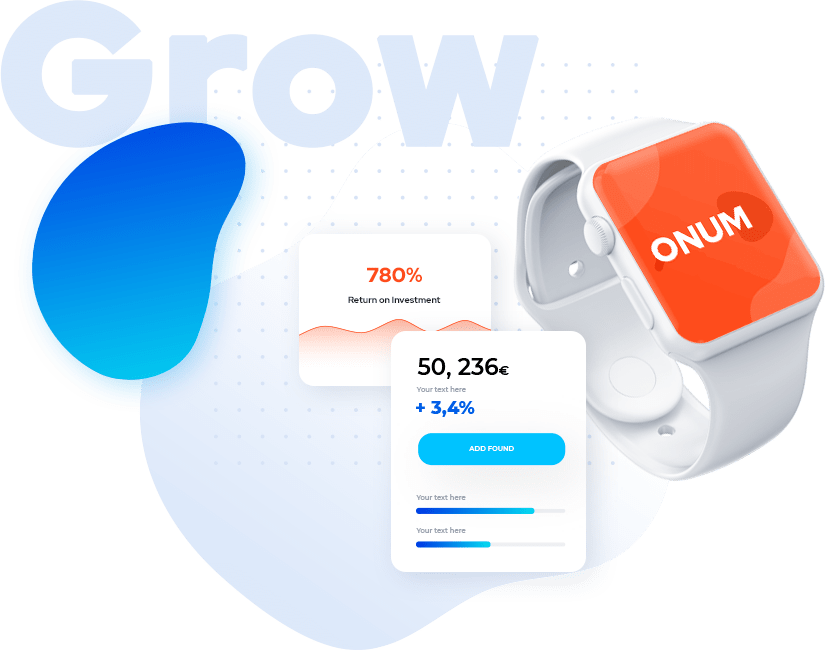 Grow
ONUM
780%
Return on Investment
50, 236€
Your text here
+ 3,4%
ADD FOUND
Your text here
Your text here